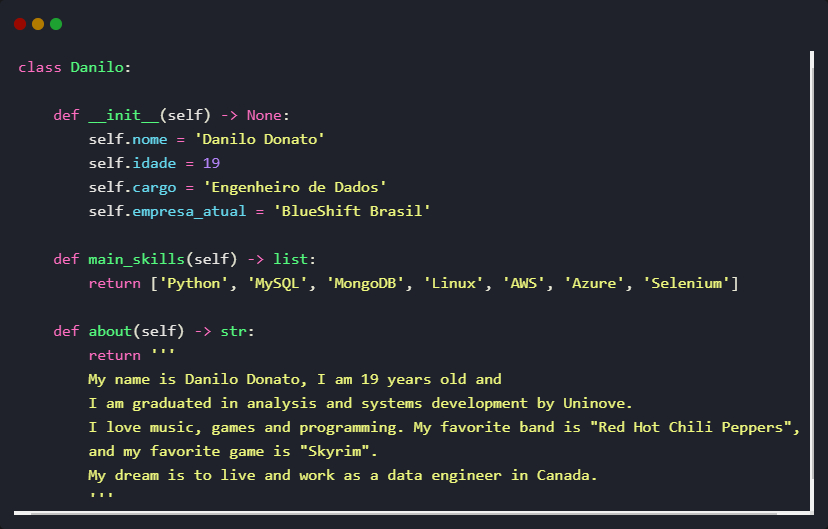 class Danilo:
    def __init__(self) -> None:
        self.nome = 'Danilo Donato'
        self.idade = 19
        self.cargo = 'Engenheiro de Dados'
        self.empresa_atual = 'BlueShift Brasil'
    def main_skills(self) -> list:
        return ['Python', 'MySQL', 'MongoDB', 'Linux', 'AWS', 'Azure', 'Selenium']
    def about(self) -> str:
        return '''
        My name is Danilo Donato, I am 19 years old and
        I am graduated in analysis and systems development by Uninove.
        I love music, games and programming. My favorite band is "Red Hot Chili Peppers",
        and my favorite game is "Skyrim".
        My dream is to live and work as a data engineer in Canada.
        '''